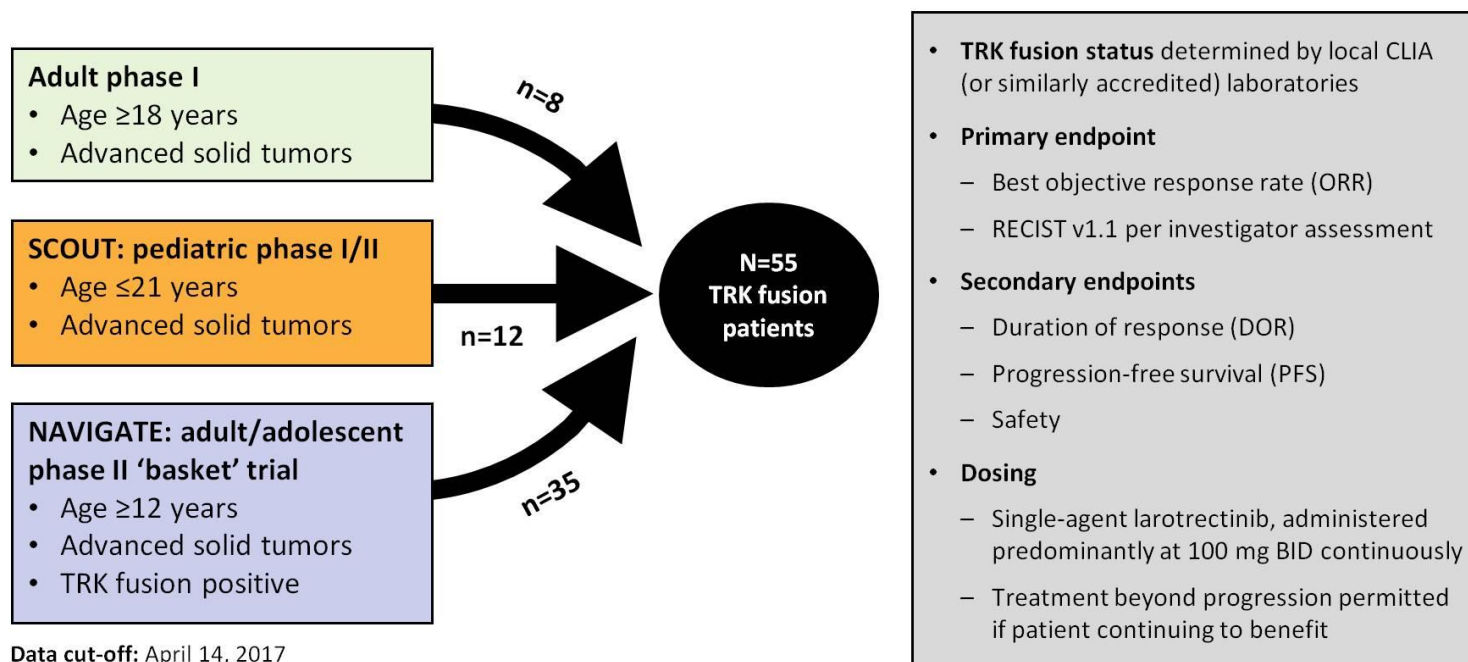 Adult phase I
• Age ≥18 years
• Advanced solid tumors
n=8
SCOUT: pediatric phase I/II
• Age ≤21 years
• Advanced solid tumors
n=12
NAVIGATE: adult/adolescent
phase II ‘basket’ trial
• Age ≥12 years
• Advanced solid tumors
• TRK fusion positive
n=35
N=55
TRK fusion
patients
Data cut-off: April 14, 2017
• TRK fusion status determined by local CLIA
(or similarly accredited) laboratories
• Primary endpoint
– Best objective response rate (ORR)
– RECIST v1.1 per investigator assessment
• Secondary endpoints
– Duration of response (DOR)
– Progression-free survival (PFS)
– Safety
• Dosing
– Single-agent larotrectinib, administered
predominantly at 100 mg BID continuously
– Treatment beyond progression permitted
if patient continuing to benefit